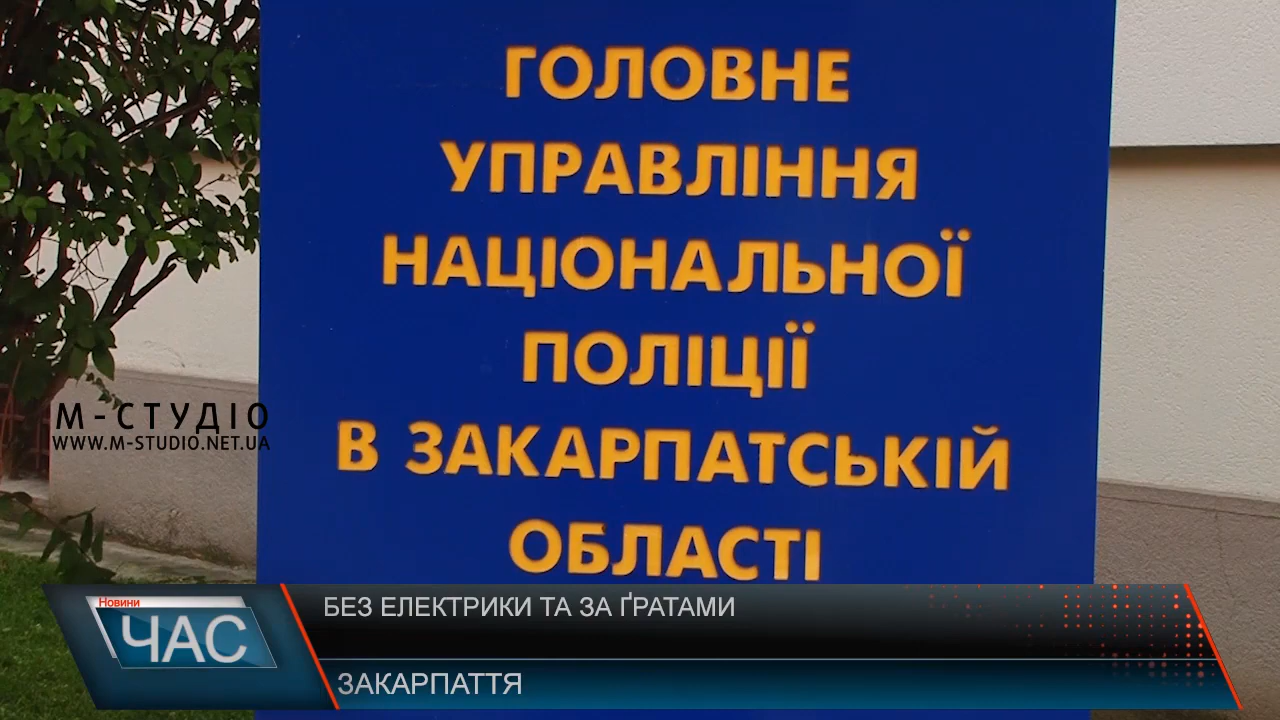 ГОЛОВНЕ
УПРАВЛІННЯ
НАЦІОНАЛЬНОЇ
ПОЛІЦІЇ
В ЗАКАРПАТСЬКІЙ
ОБЛАСТІ
М-СТУДІО
WWW.M-STUDIO.NET.UA
Новини
ЧАС
БЕЗ ЕЛЕКТРИКИ ТА ЗА ҐРАТАМИ
ЗАКАРПАТТЯ